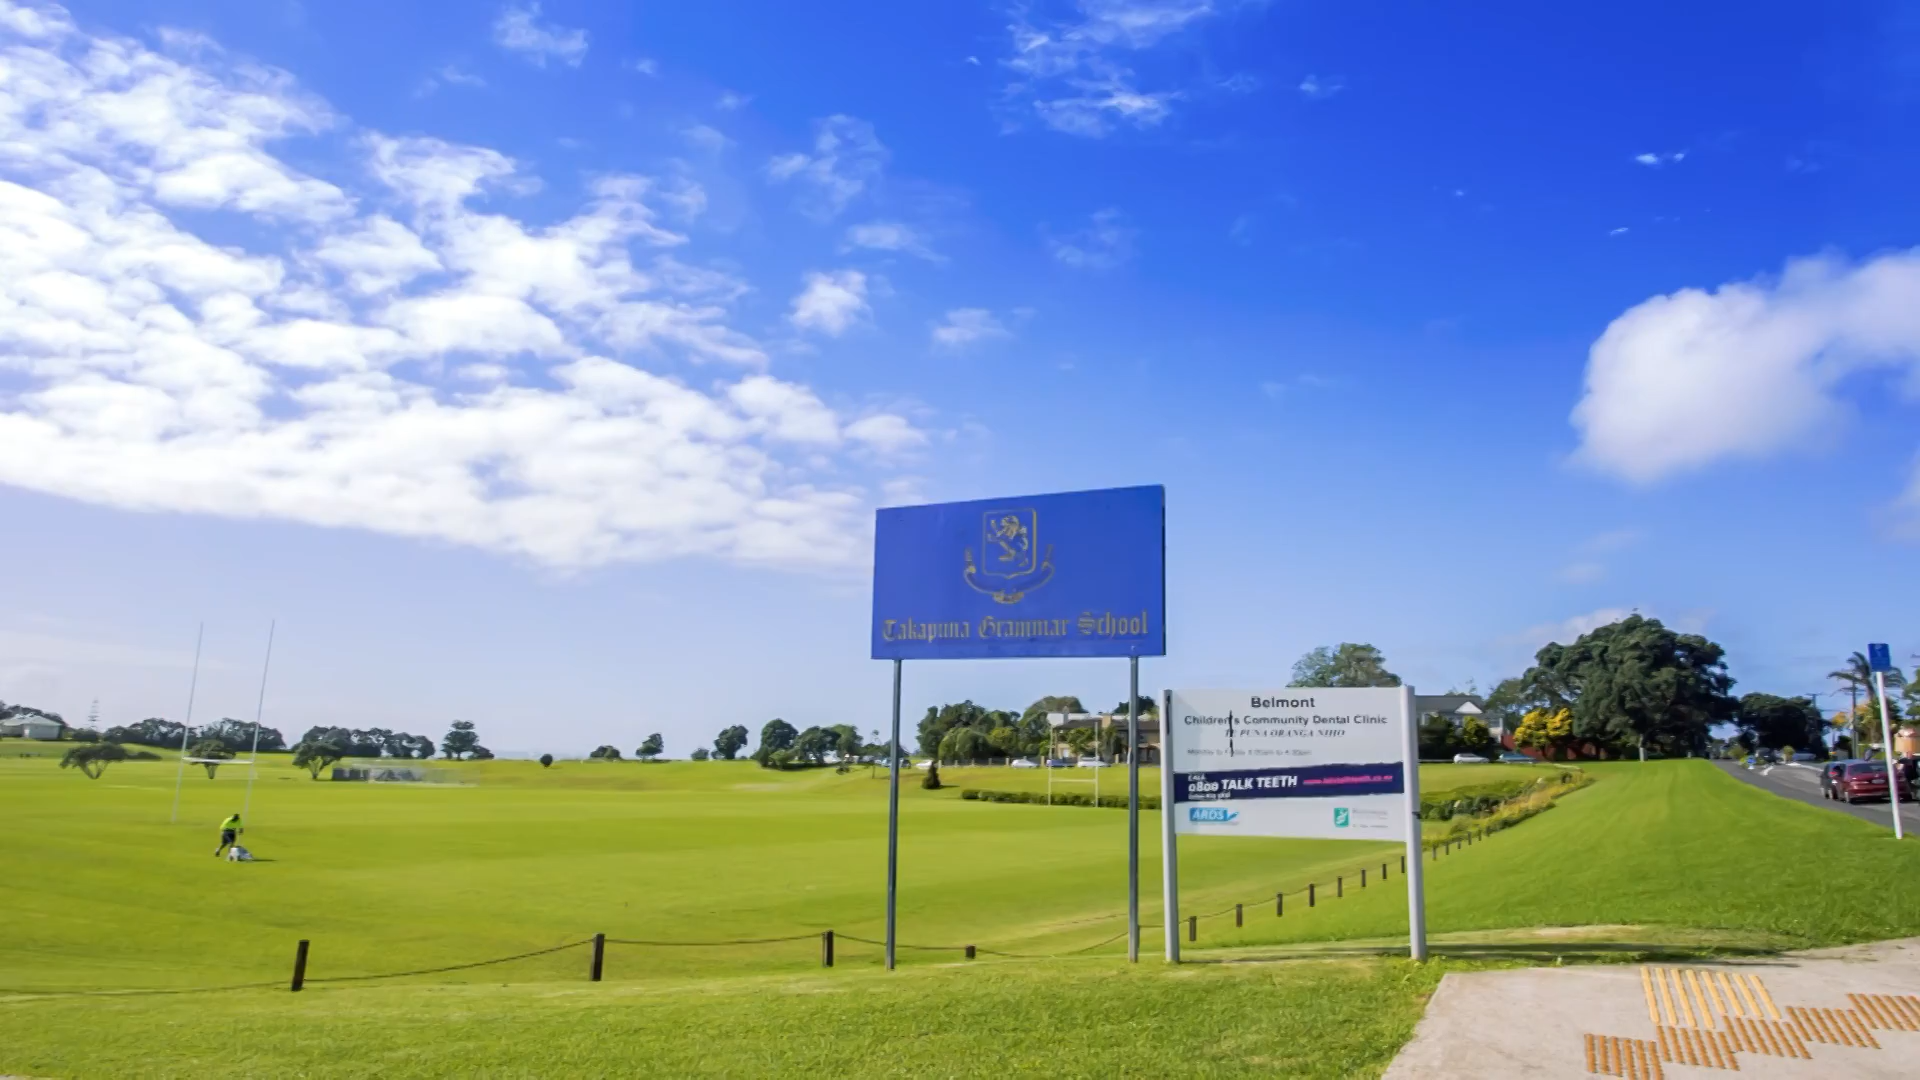 Takapuna Grammar School
Belmont
Children's Community Dental Clinic
TE PUNA ORANGA NIHO
CALL
0800 TALK TEETH
ARDS